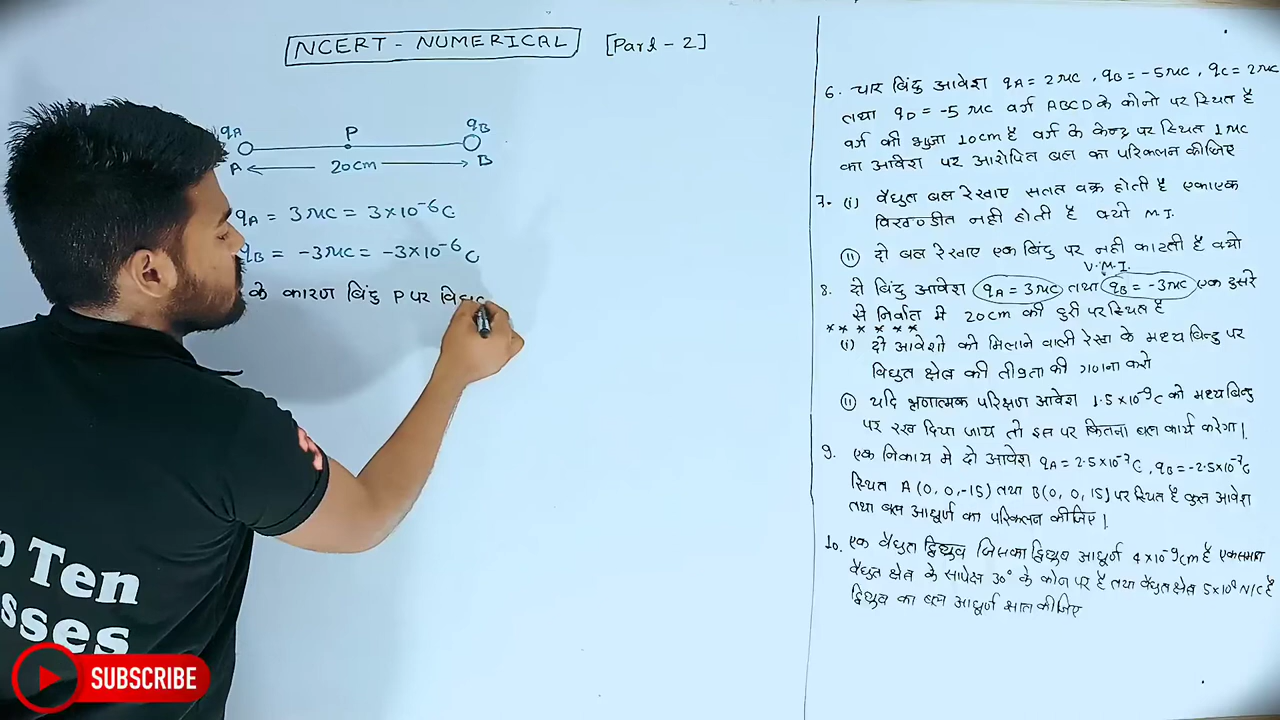 NCERT - NUMERICAL [Part - 2]
qA P qB
A 20cm B
qA = 3μC = 3×10⁻⁶C
qB = -3μC = -3×10⁻⁶C
के कारण बिंदु P पर विद्युत
6. चार बिंदु आवेश qA = 2μC, qB = -5μC, qC = 2μC
तथा qD = -5 μC वर्ग ABCD के कोनो पर स्थित है
वर्ग की भुजा 10cm है वर्ग के केन्द्र पर स्थित 1μC
का आवेश पर आरोपित बल का परिकलन कीजिए
7. (i) वैधुत बल रेखाए सतत वक्र होती है एकाएक
विखण्डीत नही होती है क्यो M.I.
(ii) दो बल रेखाए एक बिंदु पर नही काटती है क्यो
V.M.I.
8. दो बिंदु आवेश qA = 3μC तथा qB = -3μC एक दुसरे
से निर्वात मे 20cm की दुरी पर स्थित है
××××××
(i) दो आवेशो को मिलाने वाली रेखा के मध्य बिन्दु पर
विधुत क्षेत्र की तीव्रता की गणना करो
(ii) यदि ऋणात्मक परिक्षण आवेश 1.5×10⁻⁹C को मध्य बिन्दु
पर रख दिया जाय तो इस पर कितना बल कार्य करेगा।
9. एक निकाय मे दो आवेश qA = 2.5×10⁻⁷C, qB = -2.5×10⁻⁷C
स्थित A (0, 0, -15) तथा B(0, 0, 15) पर स्थित है कुल आवेश
तथा बल आधूर्ण का परिकलन कीजिए।
10. एक वैधुत द्विध्रुव जिसका द्विध्रुव आधूर्ण 4×10⁻⁹cm है एकसमान
वैधुत क्षेत्र के सापेक्ष 30° के कोन पर है तथा वैधुत क्षेत्र 5×10⁴ N/C है
द्विध्रुव का बल आधूर्ण ज्ञात कीजिए
p Ten
sses
SUBSCRIBE